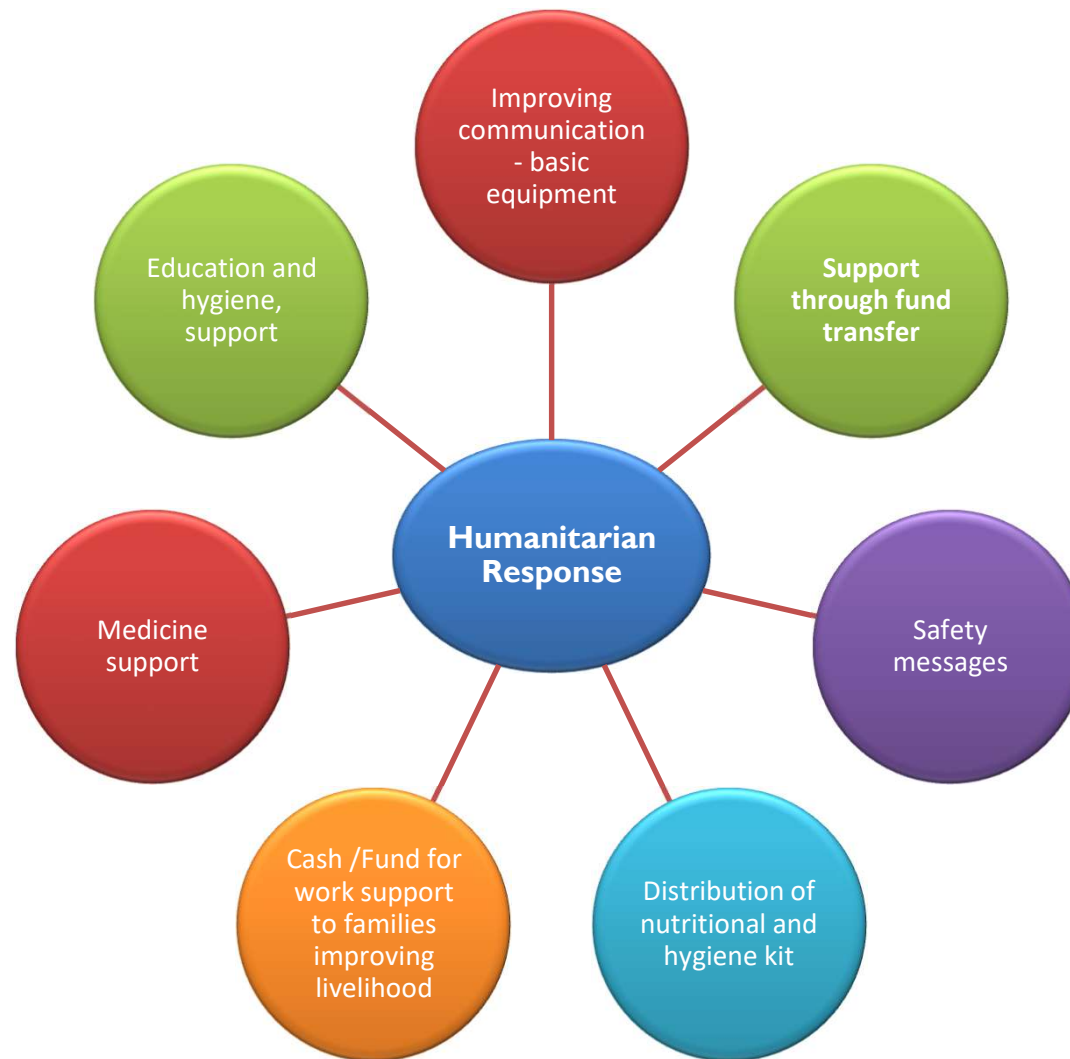 Improving
communication
- basic
equipment
Support
through fund
transfer
Safety
messages
Distribution of
nutritional and
hygiene kit
Cash /Fund for
work support
to families
improving
livelihood
Medicine
support
Education and
hygiene,
support
Humanitarian
Response